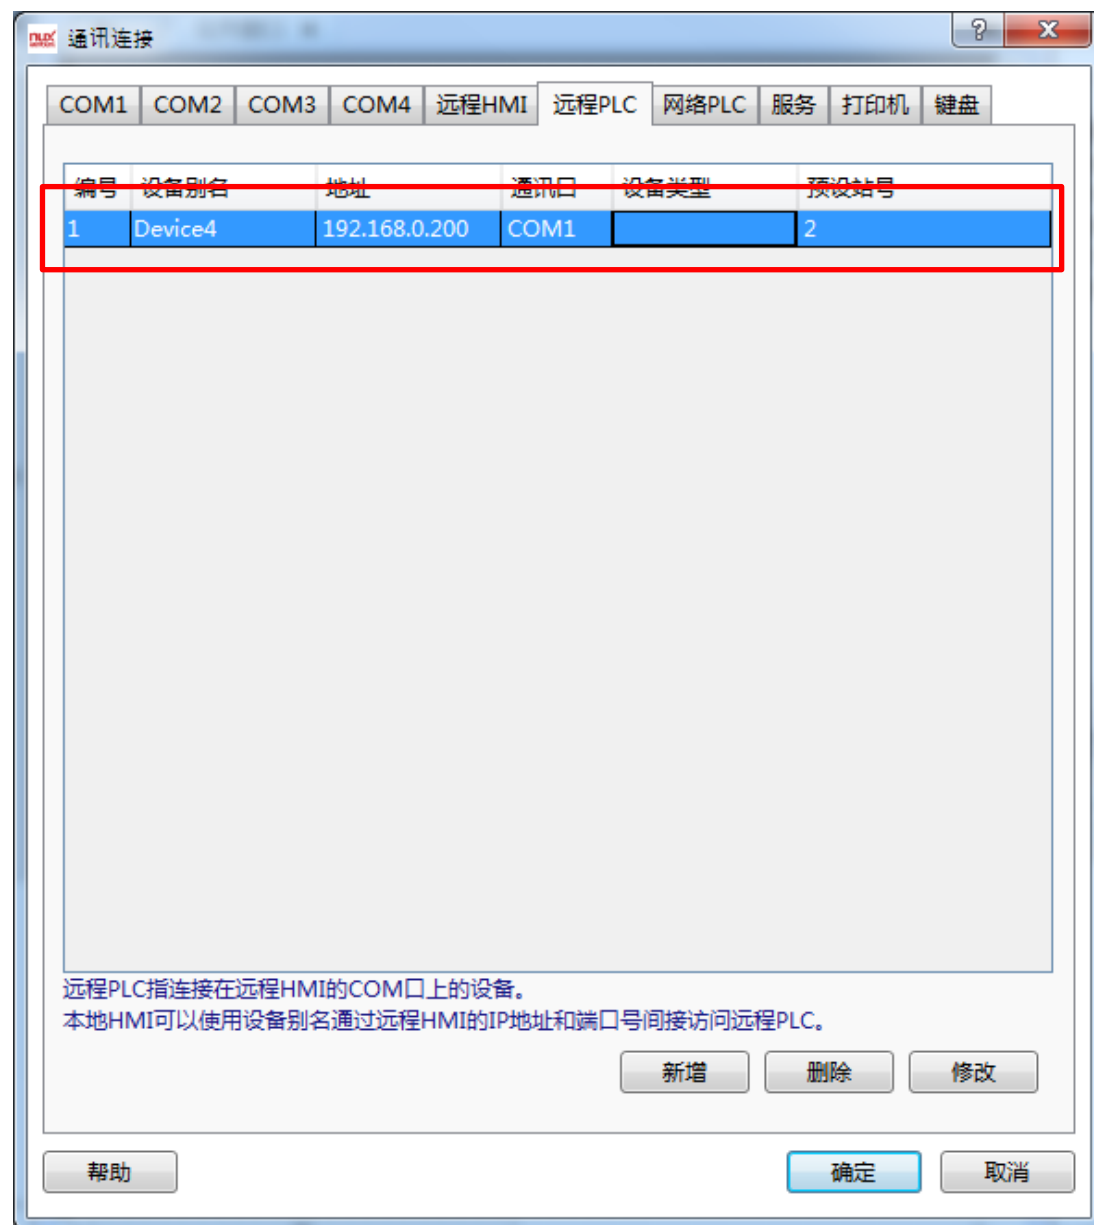 通讯连接
COM1 COM2 COM3 COM4 远程HMI 远程PLC 网络PLC 服务 打印机 键盘
编号 设备别名 地址 通讯口 设备类型 预设站号
1 Device4 192.168.0.200 COM1 2
远程PLC指连接在远程HMI的COM口上的设备。
本地HMI可以使用设备别名通过远程HMI的IP地址和端口号间接访问远程PLC。
新增 删除 修改
帮助 确定 取消